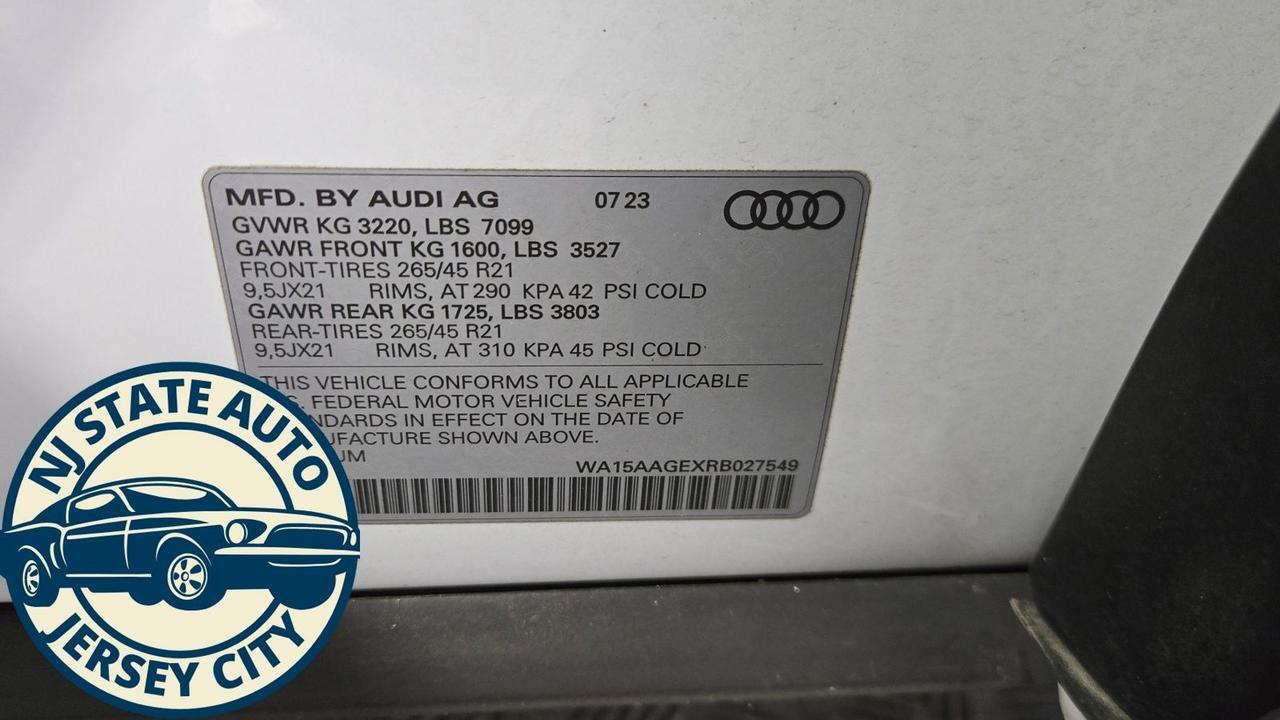 MFD. BY AUDI AG 07 23
GVWR KG 3220, LBS 7099
GAWR FRONT KG 1600, LBS 3527
FRONT-TIRES 265/45 R21
9,5JX21 RIMS, AT 290 KPA 42 PSI COLD
GAWR REAR KG 1725, LBS 3803
REAR-TIRES 265/45 R21
9,5JX21 RIMS, AT 310 KPA 45 PSI COLD
THIS VEHICLE CONFORMS TO ALL APPLICABLE
FEDERAL MOTOR VEHICLE SAFETY
IN EFFECT ON THE DATE OF
SHOWN ABOVE.
WA15AAGEXRB027549
NJ STATE AUTO
JERSEY CITY